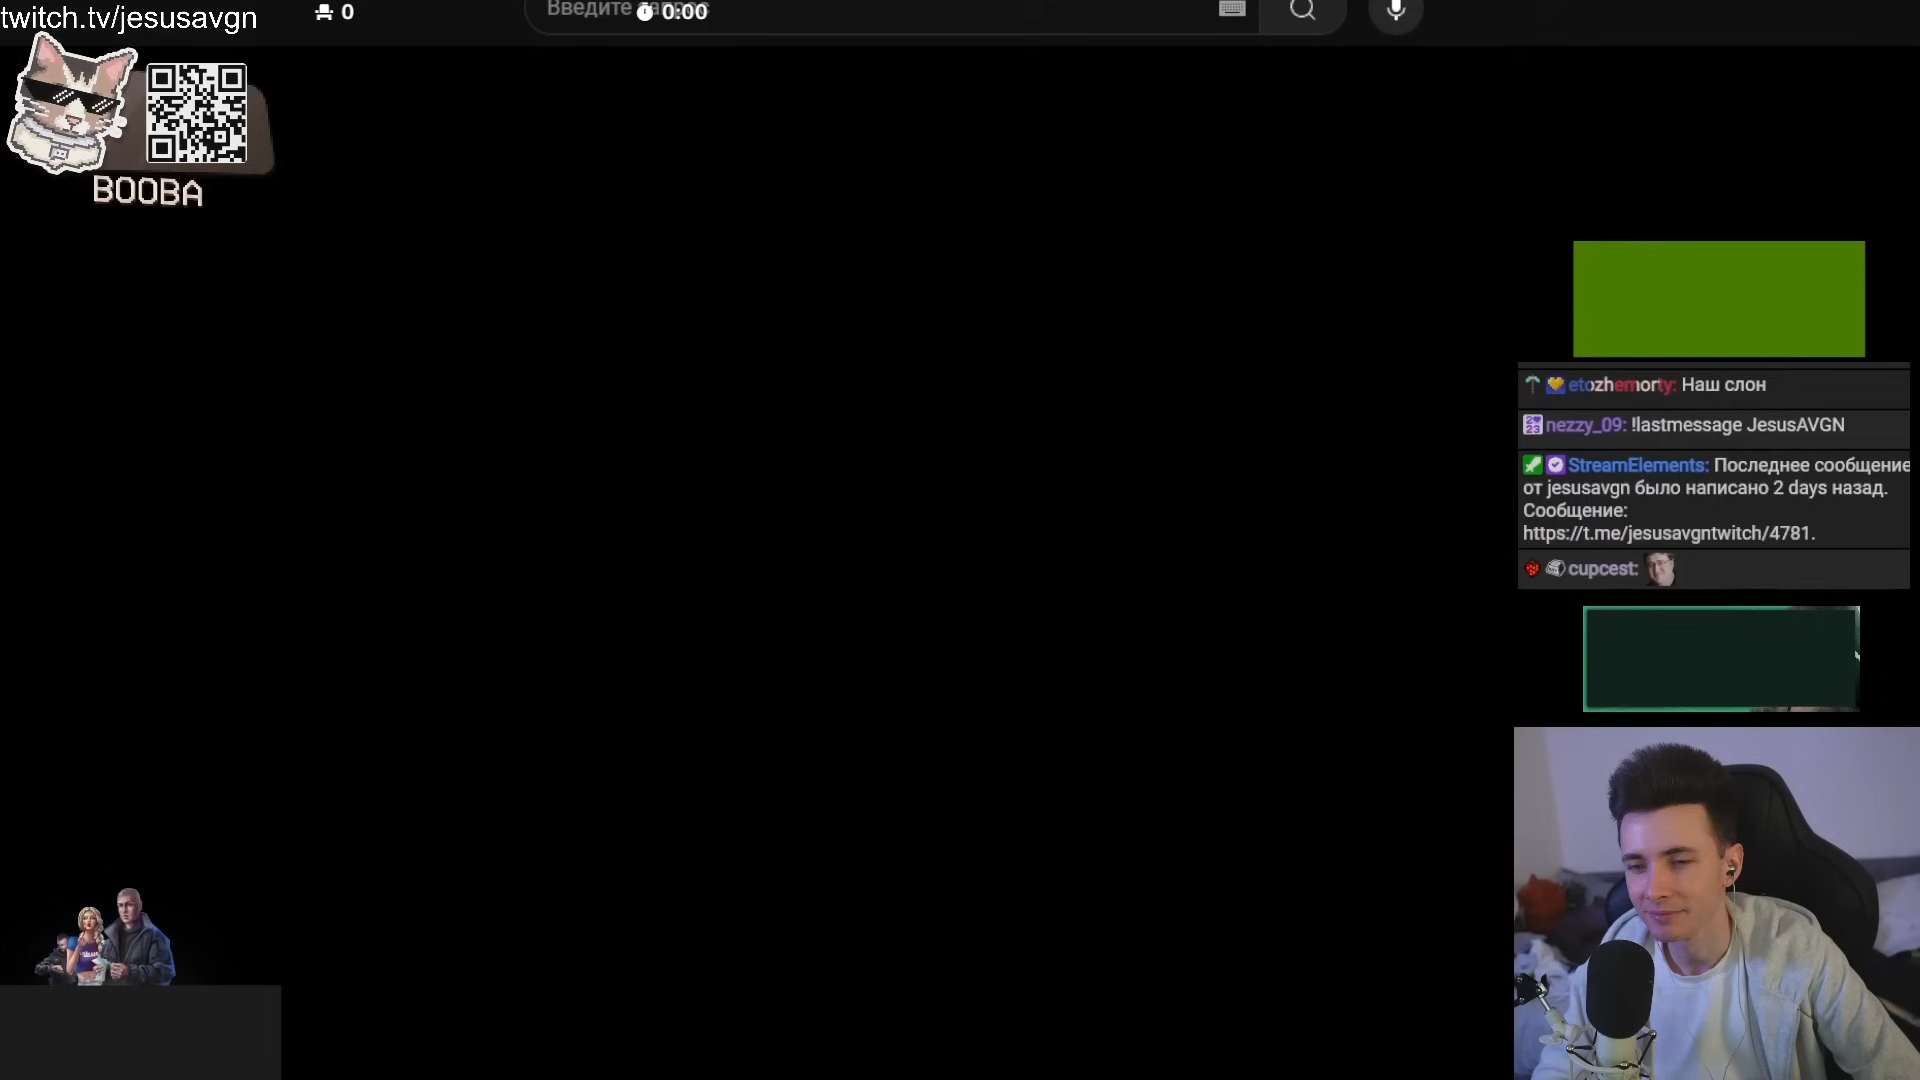 twitch.tv/jesusavgn
0
Введите запрос
0:00
BOOBA
etozhemorty: Наш слон
nezzy_09: !lastmessage JesusAVGN
StreamElements: Последнее сообщение
от jesusavgn было написано 2 days назад.
Сообщение:
https://t.me/jesusavgntwitch/4781.
cupcest: